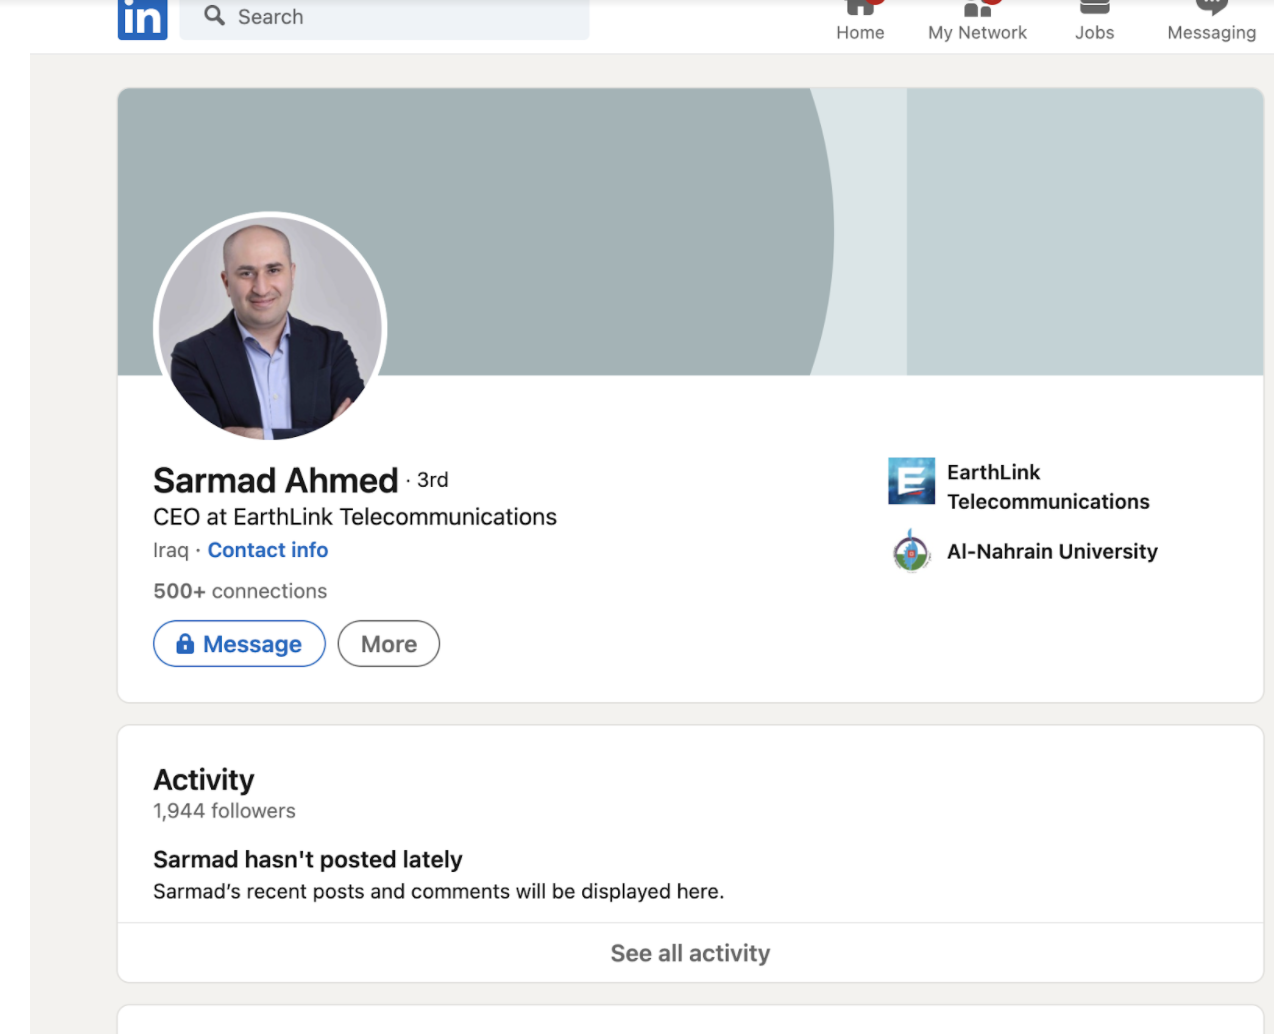 in
Search
Home
My Network
Jobs
Messaging
Sarmad Ahmed · 3rd
CEO at EarthLink Telecommunications
Iraq · Contact info
500+ connections
Message
More
E
EarthLink
Telecommunications
Al-Nahrain University
Activity
1,944 followers
Sarmad hasn't posted lately
Sarmad’s recent posts and comments will be displayed here.
See all activity